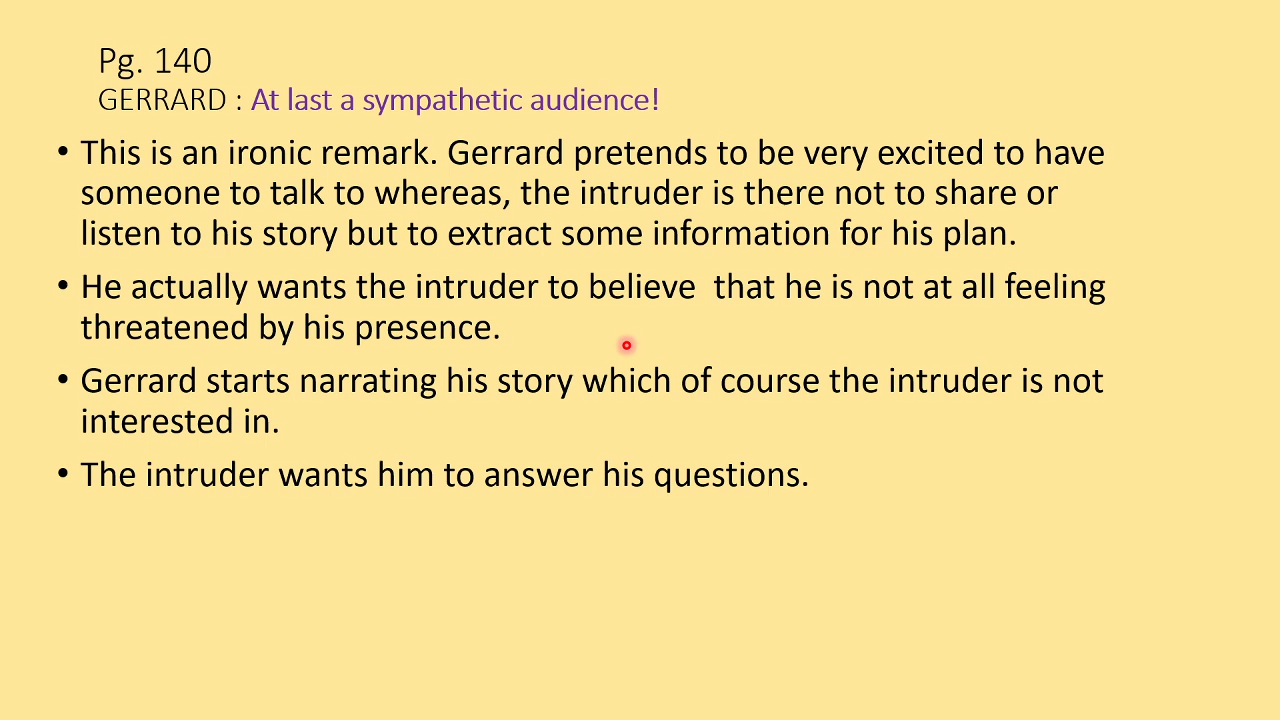 Pg. 140
GERRARD : At last a sympathetic audience!
• This is an ironic remark. Gerrard pretends to be very excited to have
someone to talk to whereas, the intruder is there not to share or
listen to his story but to extract some information for his plan.
• He actually wants the intruder to believe  that he is not at all feeling
threatened by his presence.
• Gerrard starts narrating his story which of course the intruder is not
interested in.
• The intruder wants him to answer his questions.